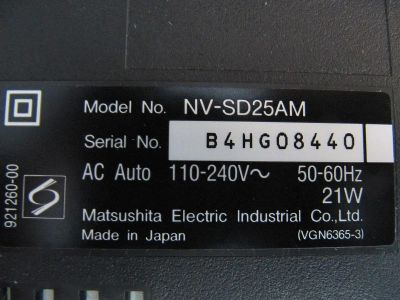 Model No. NV-SD25AM
Serial No. B4HG08440
AC Auto 110-240V~ 50-60Hz
21W
Matsushita Electric Industrial Co.,Ltd.
Made in Japan (VGN6365-3)
921260-00
S